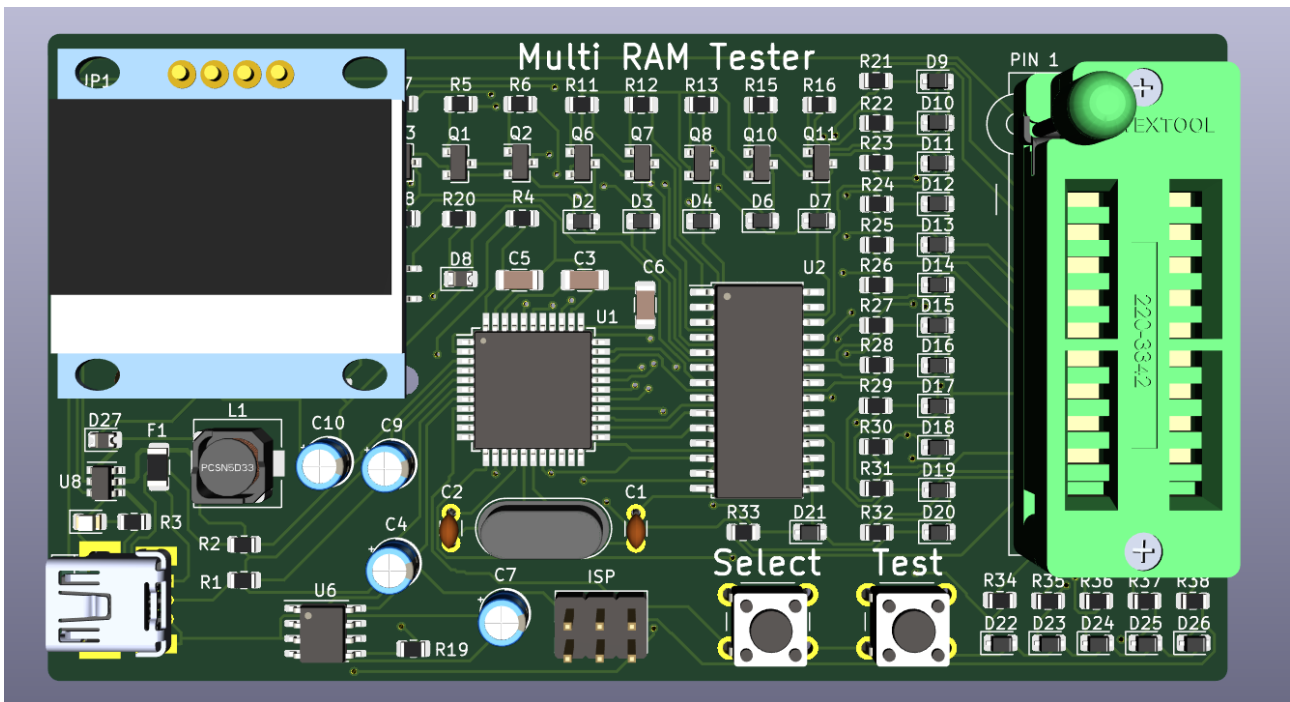 Multi RAM Tester
JP1
R5 R6 R11 R12 R13 R15 R16
Q1 Q2 Q6 Q7 Q8 Q10 Q11
R20 R4 D2 D3 D4 D6 D7
D8 C5 C3 C6 U2
U1
R21 D9
R22 D10
R23 D11
R24 D12
R25 D13
R26 D14
R27 D15
R28 D16
R29 D17
R30 D18
R31 D19
R32 D20
R33 D21
PIN 1
TEXTOOL
220-3342
D27 F1 L1 C10 C9
PCSN5D33
U8
R3
R2
R1
C2 C1
C4
U6
C7
ISP
R19
Select Test
R34 R35 R36 R37 R38
D22 D23 D24 D25 D26